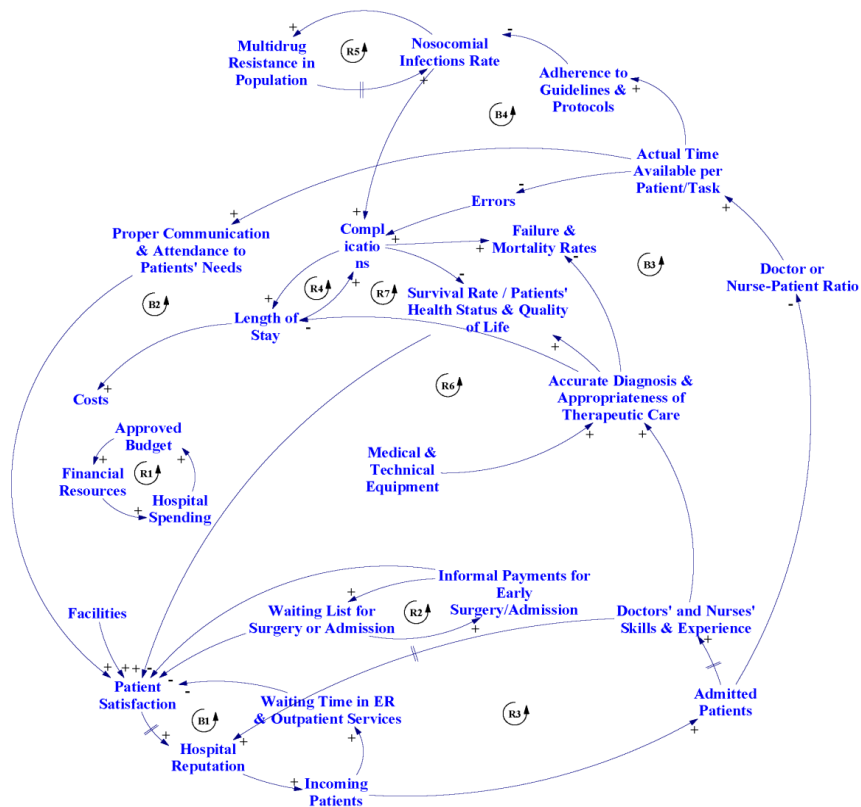 Multidrug
Resistance in
Population
+
R5
Nosocomial
Infections Rate
-
+
+
Adherence to
Guidelines &
Protocols
+
B4
Actual Time
Available per
Patient/Task
+
-
Errors
+
Proper Communication
& Attendance to
Patients' Needs
+
Compl
icatio
ns
+
+
Failure &
Mortality Rates
+
-
B3
Doctor or
Nurse-Patient Ratio
-
B2
R4
R7
-
Survival Rate / Patients'
Health Status & Quality
of Life
+
+
Length of
Stay
+
-
Costs
+
R6
Accurate Diagnosis &
Appropriateness of
Therapeutic Care
+
+
Approved
Budget
+
Financial
Resources
R1
Hospital
Spending
+
Medical &
Technical
Equipment
Informal Payments for
Early
Surgery/Admission
+
Waiting List for
Surgery or Admission
+
R2
Doctors' and Nurses'
Skills & Experience
+
Facilities
+
+
+
-
-
-
Patient
Satisfaction
Waiting Time in ER
& Outpatient Services
+
B1
R3
Admitted
Patients
+
Hospital
Reputation
+
+
Incoming
Patients
+